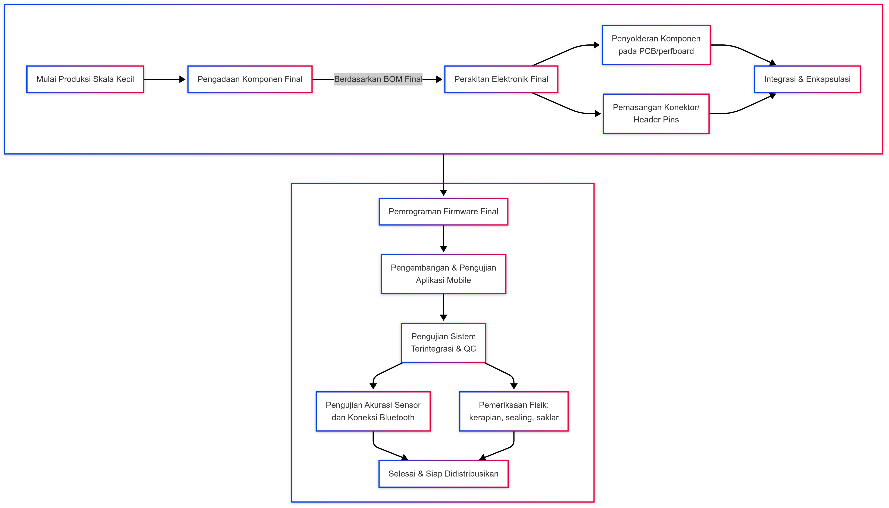 Mulai Produksi Skala Kecil
Pengadaan Komponen Final
Berdasarkan BOM Final
Perakitan Elektronik Final
Penyolderan Komponen
pada PCB/perfboard
Pemasangan Konektor/
Header Pins
Integrasi & Enkapsulasi
Pemrograman Firmware Final
Pengembangan & Pengujian
Aplikasi Mobile
Pengujian Sistem
Terintegrasi & QC
Pengujian Akurasi Sensor
dan Koneksi Bluetooth
Pemeriksaan Fisik:
kerapian, sealing, saklar
Selesai & Siap Didistribusikan